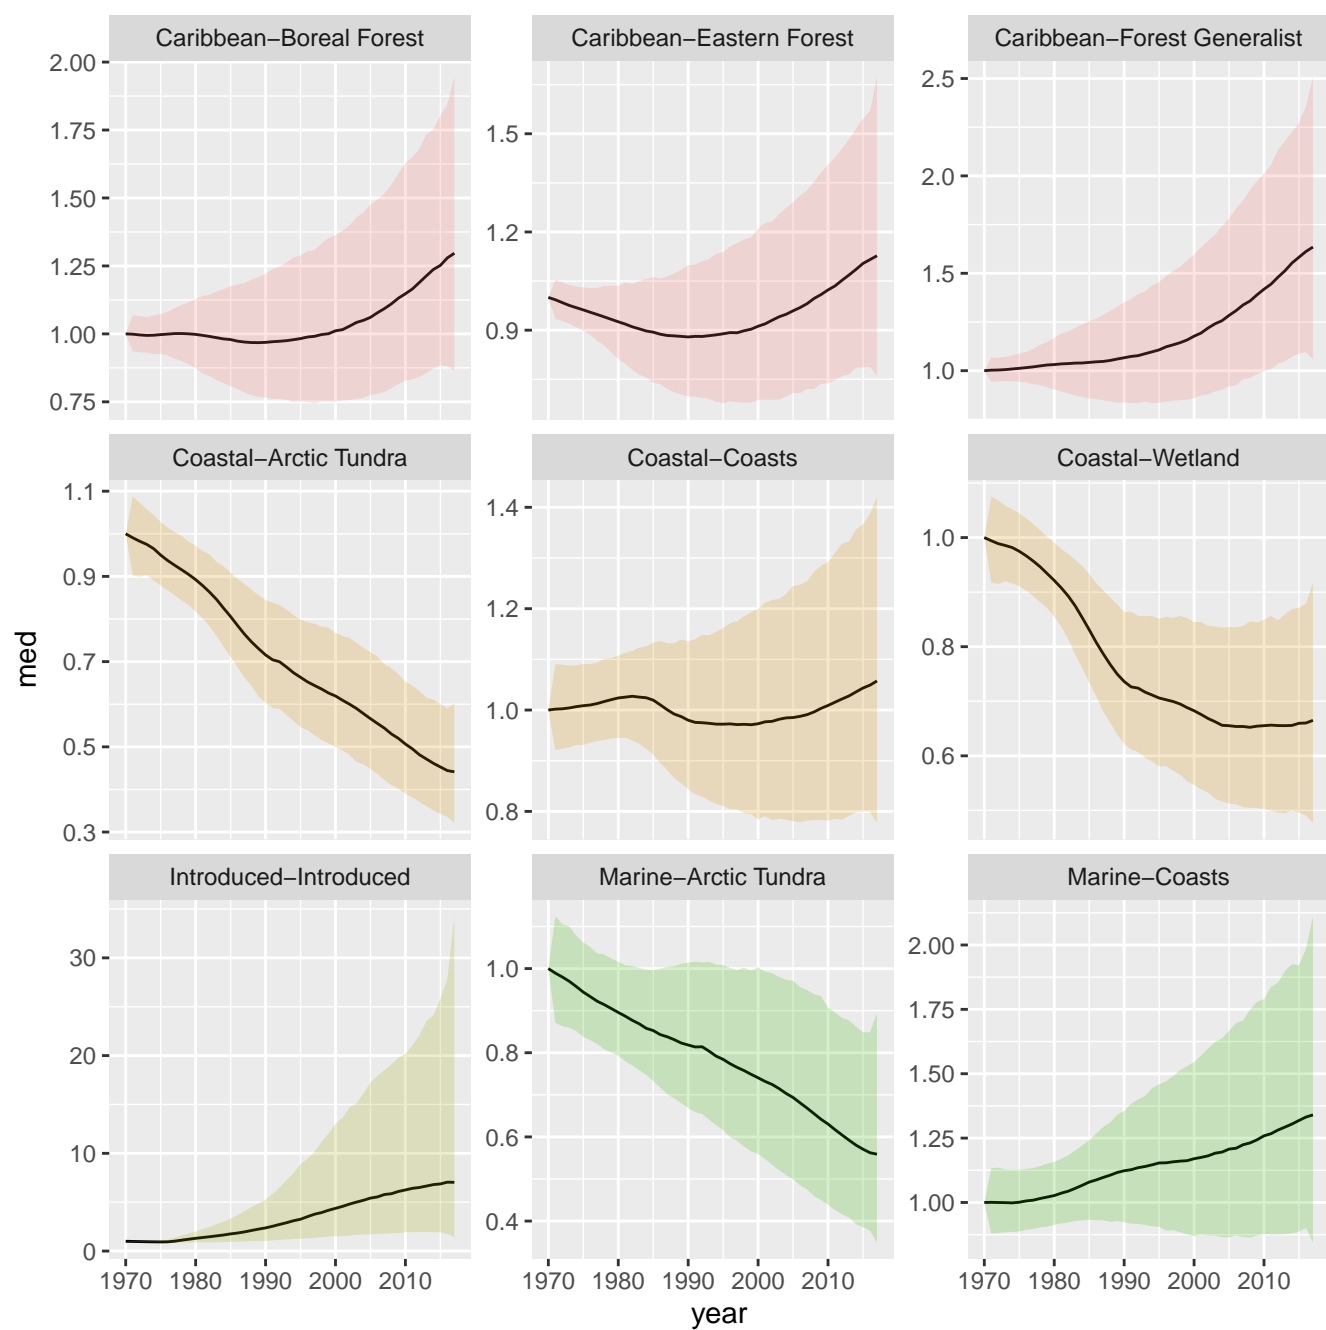 Caribbean−Boreal Forest
Caribbean−Eastern Forest
Caribbean−Forest Generalist
2.00
1.75
1.50
1.25
1.00
0.75
1.5
1.2
0.9
2.5
2.0
1.5
1.0
Coastal−Arctic Tundra
Coastal−Coasts
Coastal−Wetland
1.1
0.9
0.7
0.5
0.3
1.4
1.2
1.0
0.8
1.0
0.8
0.6
med
Introduced−Introduced
Marine−Arctic Tundra
Marine−Coasts
30
20
10
0
1.0
0.8
0.6
0.4
2.00
1.75
1.50
1.25
1.00
1970 1980 1990 2000 2010
1970 1980 1990 2000 2010
1970 1980 1990 2000 2010
year